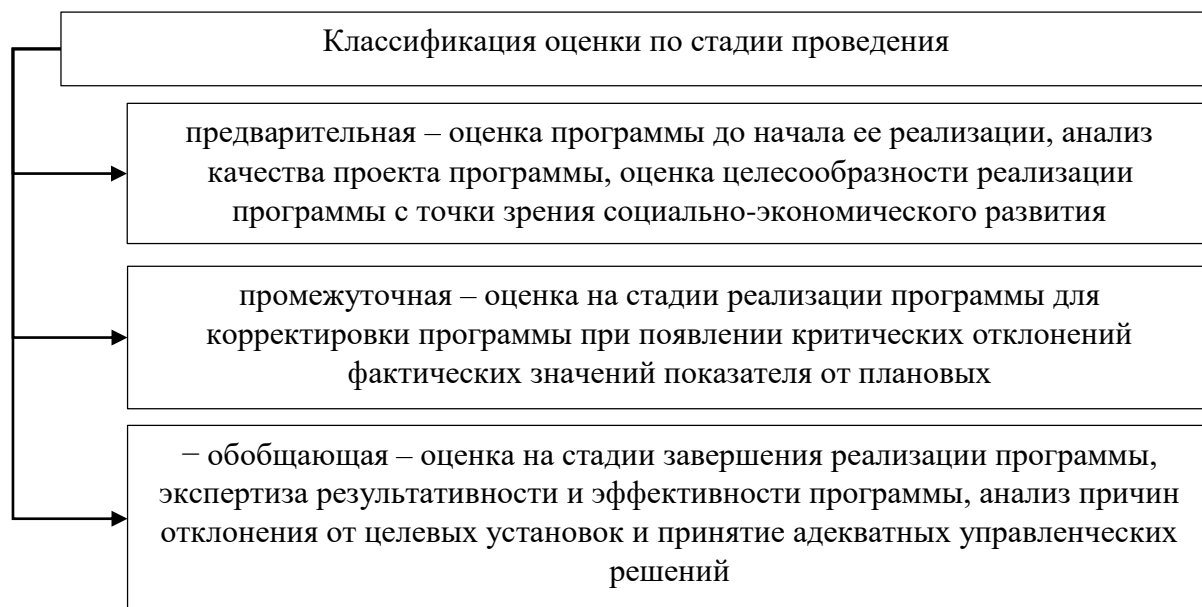 Классификация оценки по стадии проведения
предварительная – оценка программы до начала ее реализации, анализ
качества проекта программы, оценка целесообразности реализации
программы с точки зрения социально-экономического развития
промежуточная – оценка на стадии реализации программы для
корректировки программы при появлении критических отклонений
фактических значений показателя от плановых
− обобщающая – оценка на стадии завершения реализации программы,
экспертиза результативности и эффективности программы, анализ причин
отклонения от целевых установок и принятие адекватных управленческих
решений